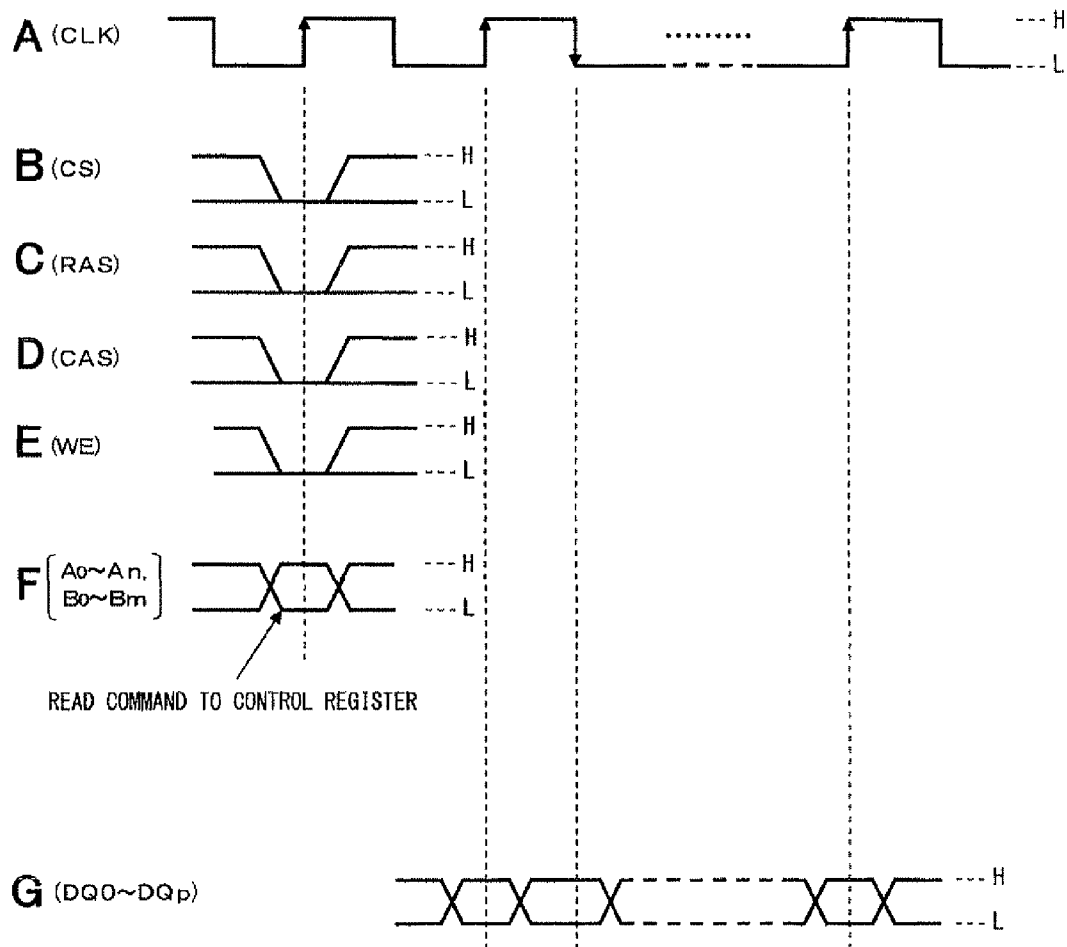 A (CLK) --- H
--- L
B (CS) --- H
--- L
C (RAS) --- H
--- L
D (CAS) --- H
--- L
E (WE) --- H
--- L
F [A0~An, --- H
B0~Bm] --- L
READ COMMAND TO CONTROL REGISTER
G (DQ0~DQp) --- H
--- L